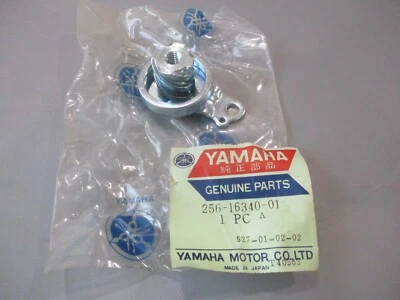 YAMAHA
YAMAHA
純正部品
GENUINE PARTS
256-16340-01
1 PC A
527-01-02-02
YAMAHA MOTOR CO.,LTD
MADE IN JAPAN